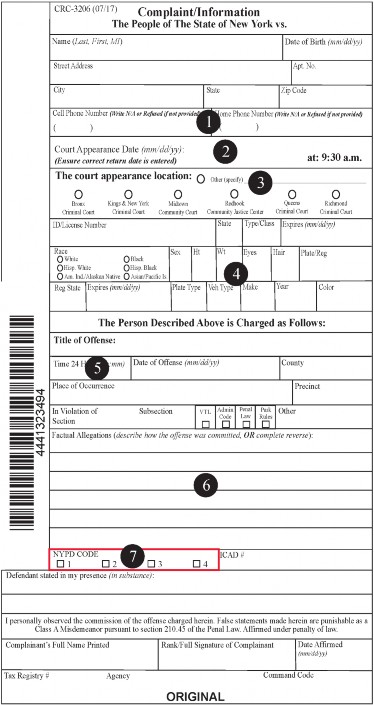 CRC-3206 (07/17) Complaint/Information
The People of The State of New York vs.
Name (Last, First, MI) Date of Birth (mm/dd/yy)
Street Address Apt. No.
City State Zip Code
Cell Phone Number (Write N/A or Refused if not provided) Home Phone Number (Write N/A or Refused if not provided)
( ) 1 ( )
Court Appearance Date (mm/dd/yy): 2
(Ensure correct return date is entered) at: 9:30 a.m.
The court appearance location: Other (specify) 3
Bronx Kings & New York Midtown Redhook Queens Richmond
Criminal Court Criminal Court Community Court Community Justice Center Criminal Court Criminal Court
ID/License Number State Type/Class Expires (mm/dd/yy)
Race Sex Ht Wt Eyes Hair Plate/Reg
White Black
Hisp. White Hisp. Black 4
Am. Ind./Alaskan Native Asian/Pacific Is
Reg State Expires (mm/dd/yy) Plate Type Veh Type Make Year Color
The Person Described Above is Charged as Follows:
Title of Offense:
Time 24 H 5 mm) Date of Offense (mm/dd/yy) County
Place of Occurrence Precinct
In Violation of Subsection VTL Admin Penal Park Other
Section Code Law Rules
Factual Allegations (describe how the offense was committed, OR complete reverse):
6
NYPD CODE 7 ICAD #
1 2 3 4
Defendant stated in my presence (in substance):
I personally observed the commission of the offense charged herein. False statements made herein are punishable as a
Class A Misdemeanor pursuant to section 210.45 of the Penal Law. Affirmed under penalty of law.
Complainant's Full Name Printed Rank/Full Signature of Complainant Date Affirmed
(mm/dd/yy)
Tax Registry # Agency Command Code
ORIGINAL
4441323494